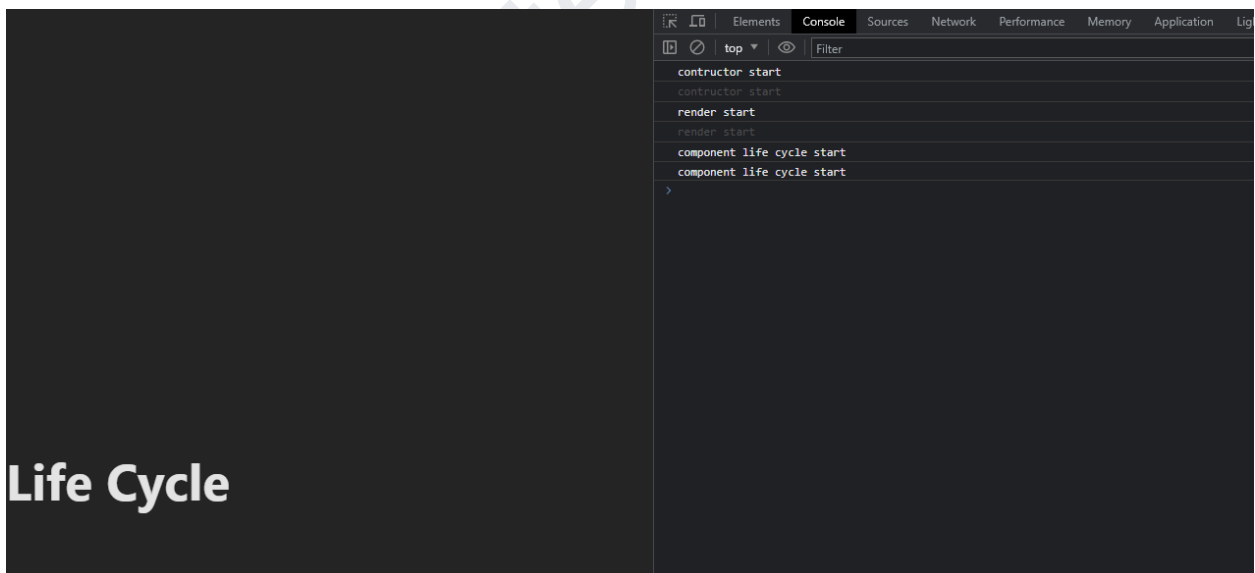 Elements Console Sources Network Performance Memory Application
top Filter
contructor start
contructor start
render start
render start
component life cycle start
component life cycle start
Life Cycle